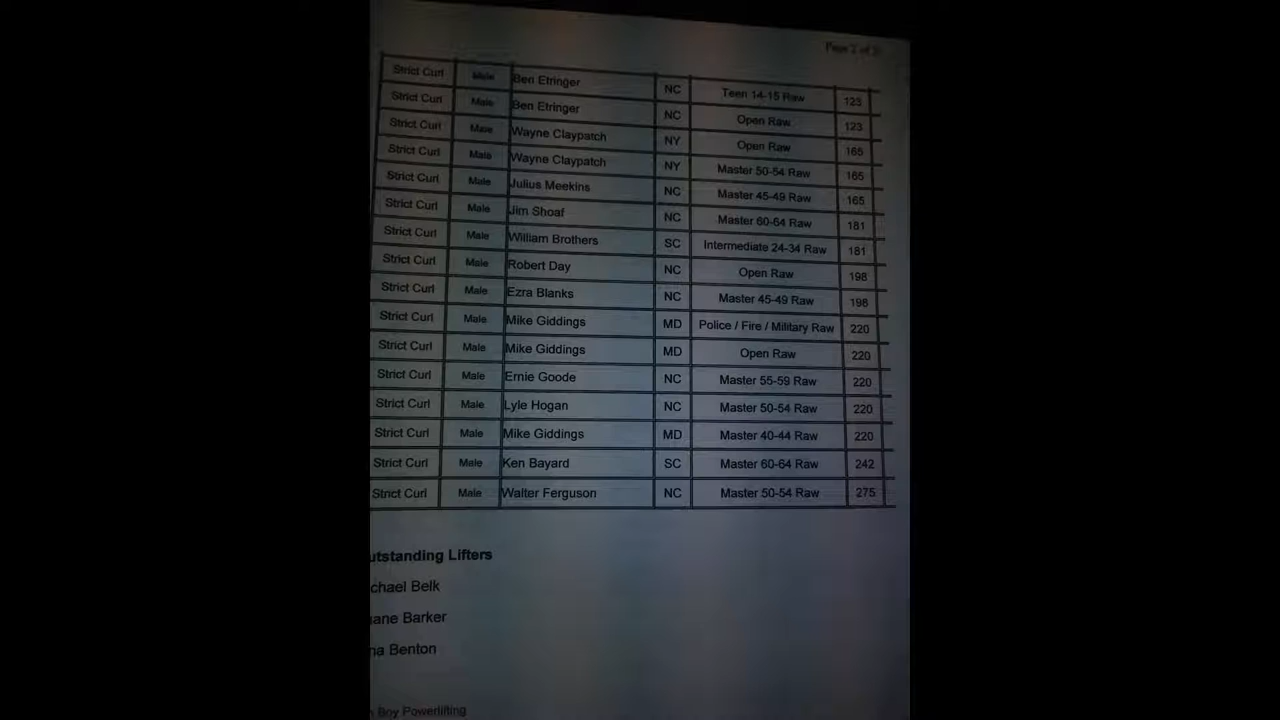 Page 2 of 2
Strict Curl Male Ben Etringer NC Teen 14-15 Raw 123
Strict Curl Male Ben Etringer NC Open Raw 123
Strict Curl Male Wayne Claypatch NY Open Raw 165
Strict Curl Male Wayne Claypatch NY Master 50-54 Raw 165
Strict Curl Male Julius Meekins NC Master 45-49 Raw 165
Strict Curl Male Jim Shoaf NC Master 60-64 Raw 181
Strict Curl Male William Brothers SC Intermediate 24-34 Raw 181
Strict Curl Male Robert Day NC Open Raw 198
Strict Curl Male Ezra Blanks NC Master 45-49 Raw 198
Strict Curl Male Mike Giddings MD Police / Fire / Military Raw 220
Strict Curl Male Mike Giddings MD Open Raw 220
Strict Curl Male Ernie Goode NC Master 55-59 Raw 220
Strict Curl Male Lyle Hogan NC Master 50-54 Raw 220
Strict Curl Male Mike Giddings MD Master 40-44 Raw 220
Strict Curl Male Ken Bayard SC Master 60-64 Raw 242
Strict Curl Male Walter Ferguson NC Master 50-54 Raw 275
utstanding Lifters
chael Belk
ane Barker
na Benton
Boy Powerlifting